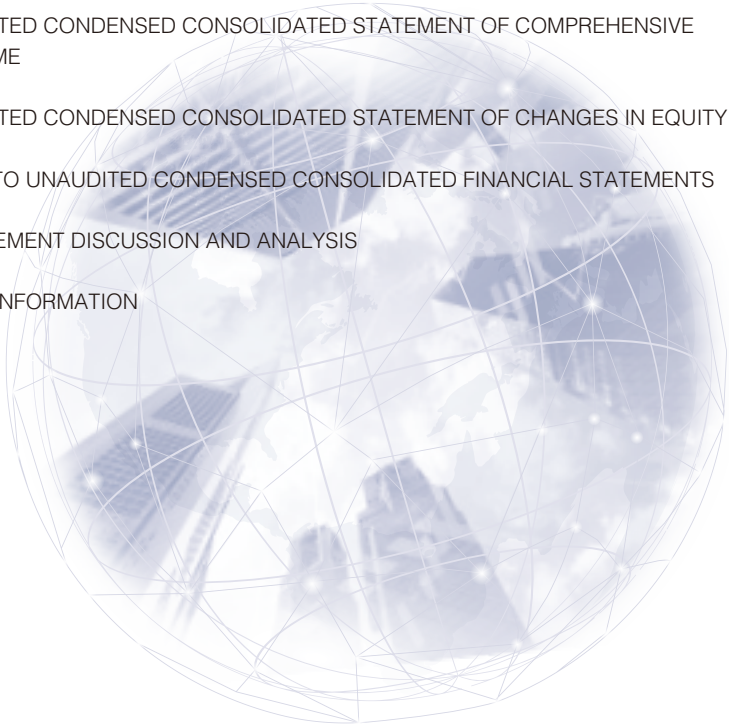 TED CONDENSED CONSOLIDATED STATEMENT OF COMPREHENSIVE
ME
TED CONDENSED CONSOLIDATED STATEMENT OF CHANGES IN EQUITY
TO UNAUDITED CONDENSED CONSOLIDATED FINANCIAL STATEMENTS
EMENT DISCUSSION AND ANALYSIS
NFORMATION